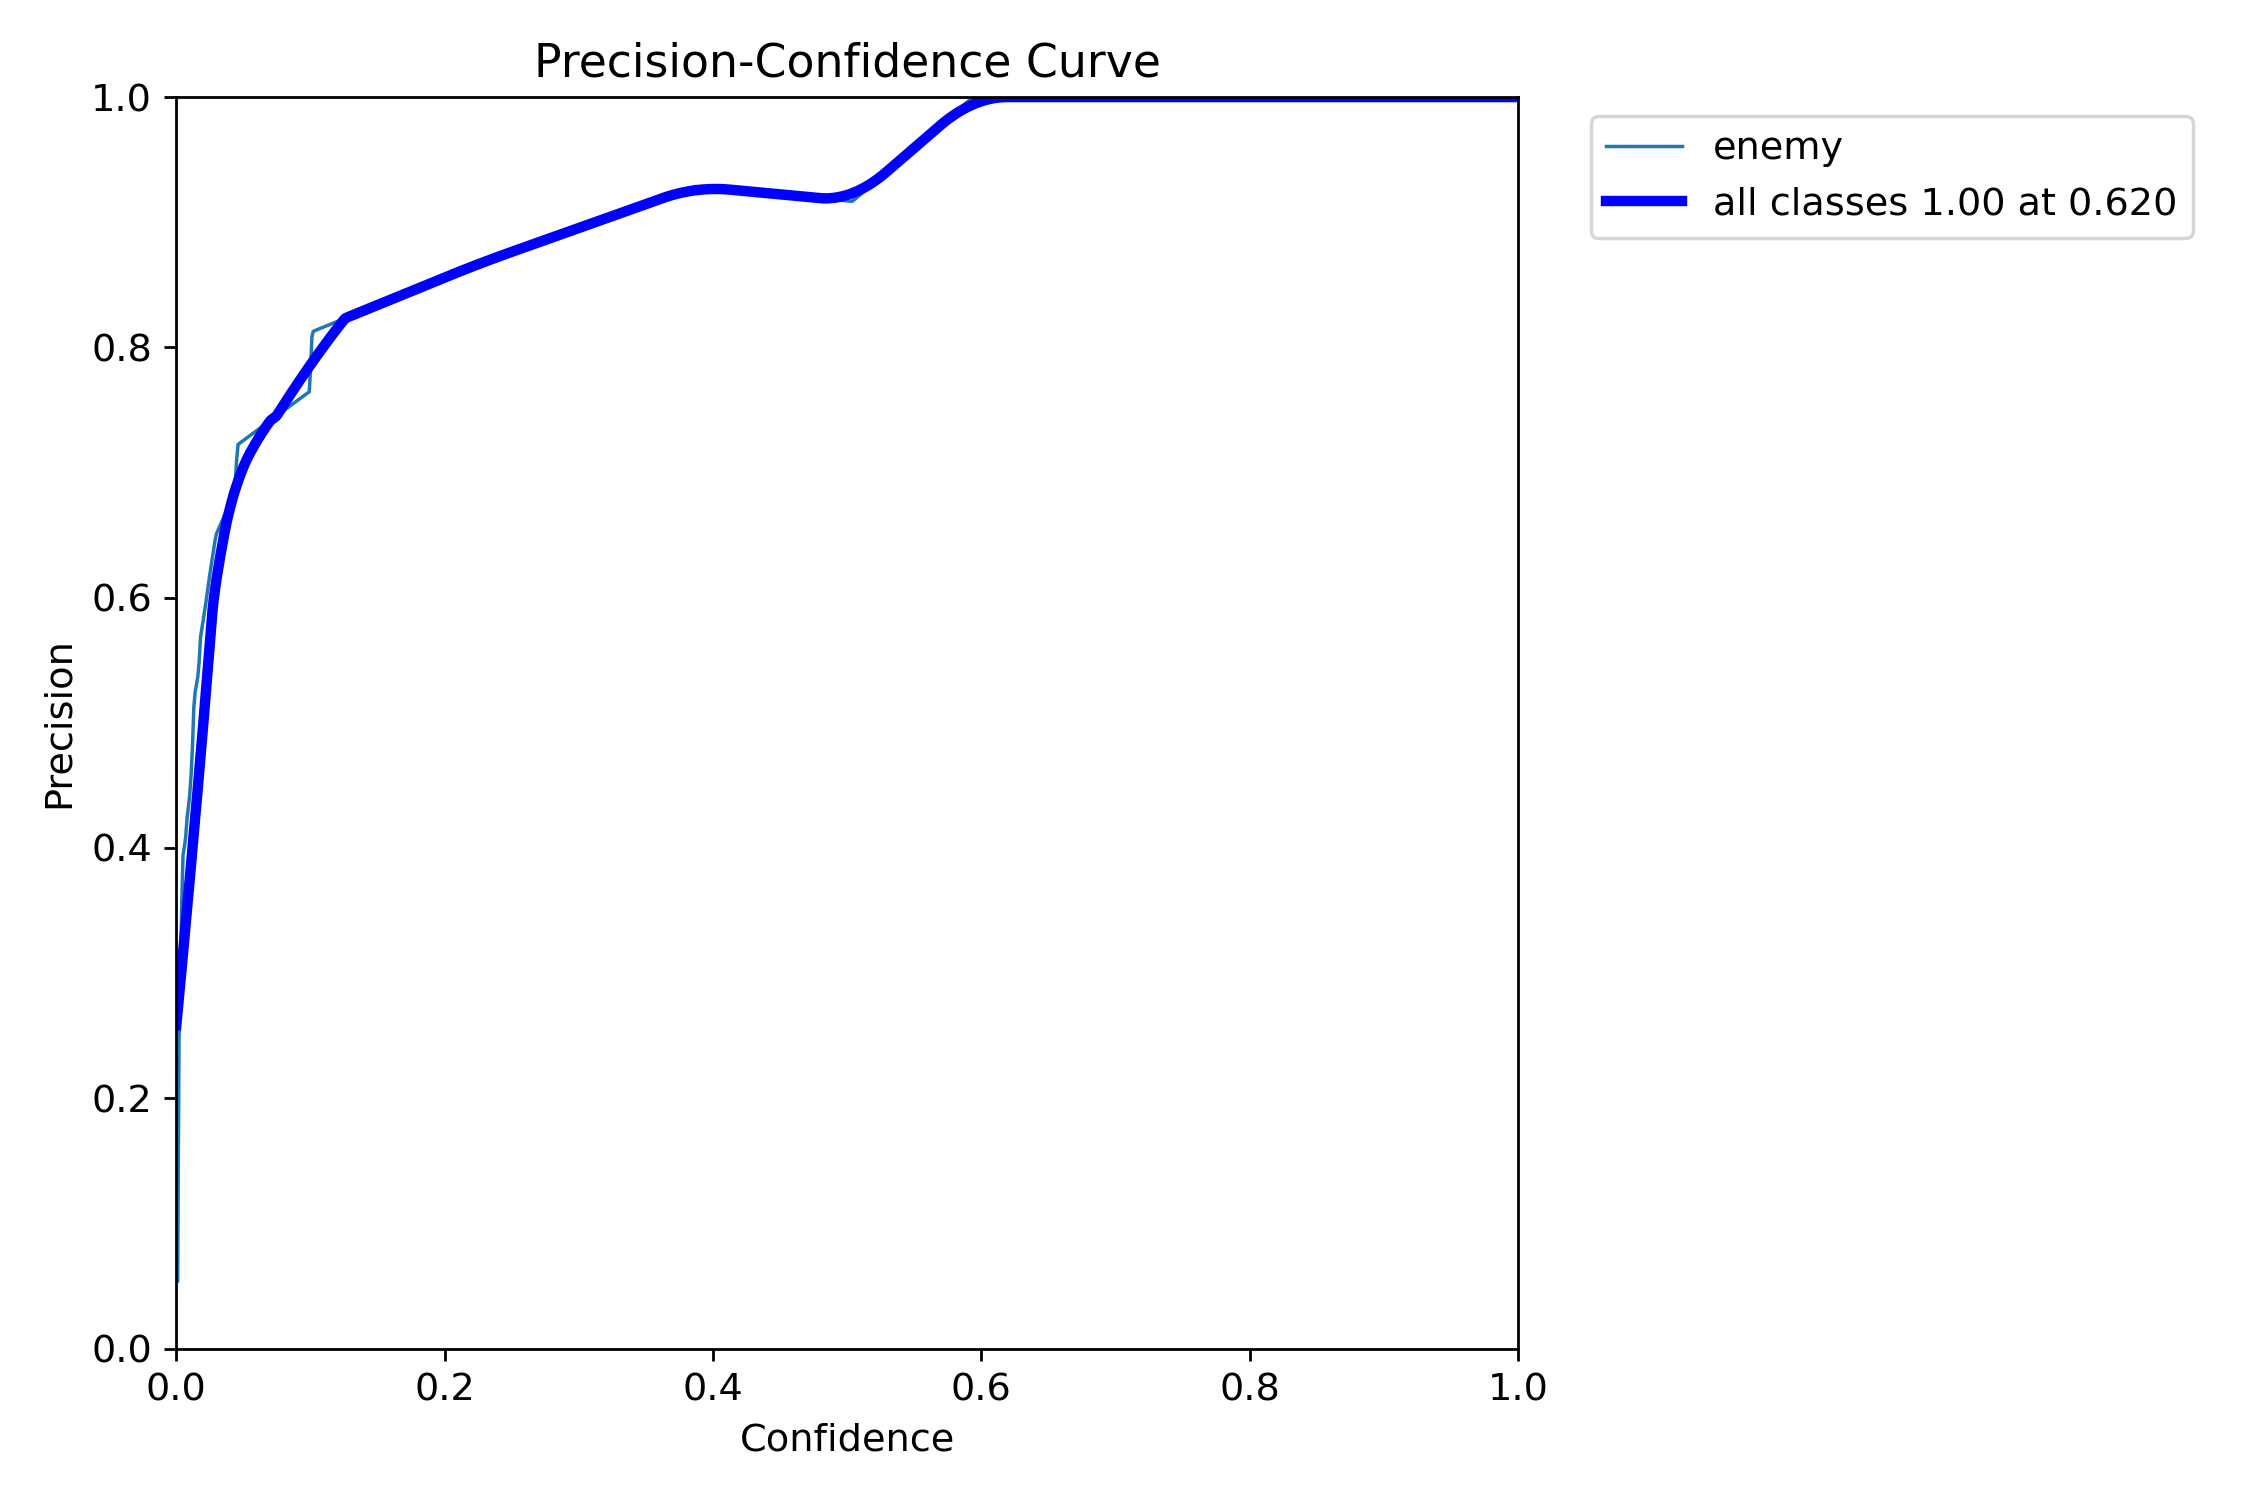 Precision-Confidence Curve
1.0
0.8
0.6
0.4
0.2
0.0
Precision
0.0 0.2 0.4 0.6 0.8 1.0
Confidence
enemy
all classes 1.00 at 0.620